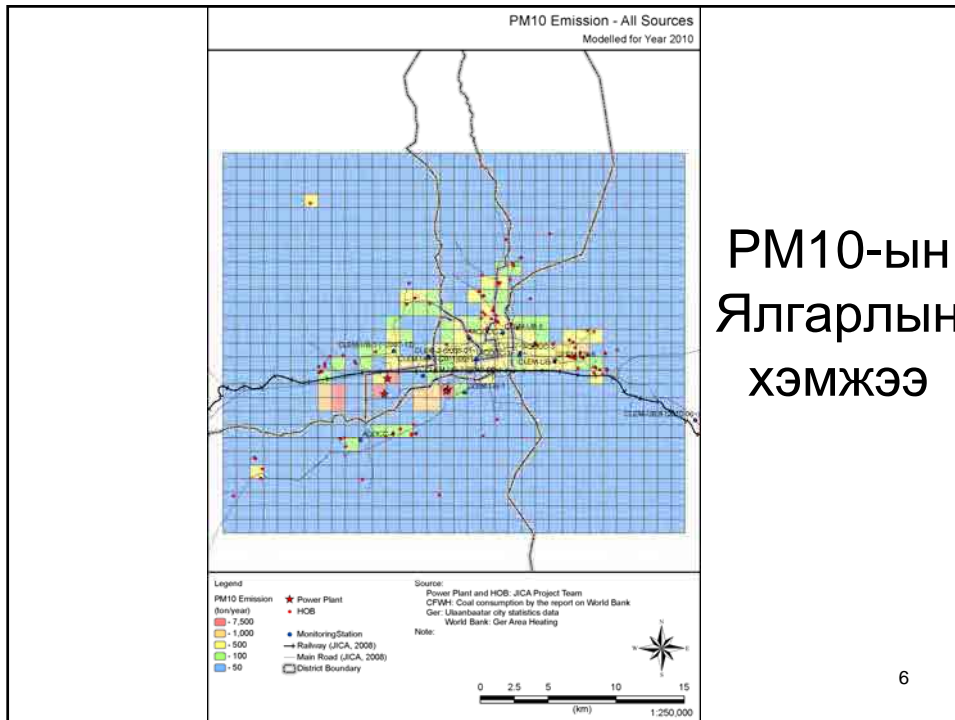 PM10 Emission - All Sources
Modelled for Year 2010
PM10-ын
Ялгарлын
хэмжээ
Legend
PM10 Emission
(ton/year)
- 7,500
- 1,000
- 500
- 100
- 50
Power Plant
HOB
MonitoringStation
Railway (JICA, 2008)
Main Road (JICA, 2008)
District Boundary
Source:
Power Plant and HOB: JICA Project Team
CFWH: Coal consumption by the report on World Bank
Ger: Ulaanbaatar city statistics data
World Bank: Ger Area Heating
Note:
N
W
E
S
0 2.5 5 10 15
(km)
1:250,000
6